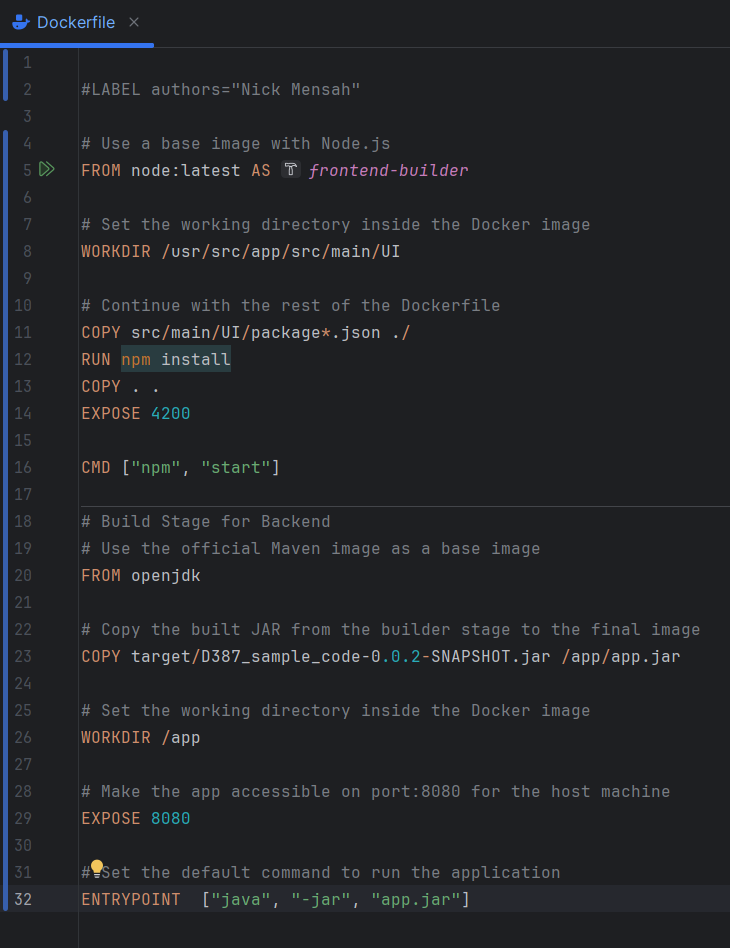 Dockerfile
1
2 #LABEL authors="Nick Mensah"
3
4 # Use a base image with Node.js
5 FROM node:latest AS frontend-builder
6
7 # Set the working directory inside the Docker image
8 WORKDIR /usr/src/app/src/main/UI
9
10 # Continue with the rest of the Dockerfile
11 COPY src/main/UI/package*.json ./
12 RUN npm install
13 COPY . .
14 EXPOSE 4200
15
16 CMD ["npm", "start"]
17
18 # Build Stage for Backend
19 # Use the official Maven image as a base image
20 FROM openjdk
21
22 # Copy the built JAR from the builder stage to the final image
23 COPY target/D387_sample_code-0.0.2-SNAPSHOT.jar /app/app.jar
24
25 # Set the working directory inside the Docker image
26 WORKDIR /app
27
28 # Make the app accessible on port:8080 for the host machine
29 EXPOSE 8080
30
31 # Set the default command to run the application
32 ENTRYPOINT  ["java", "-jar", "app.jar"]